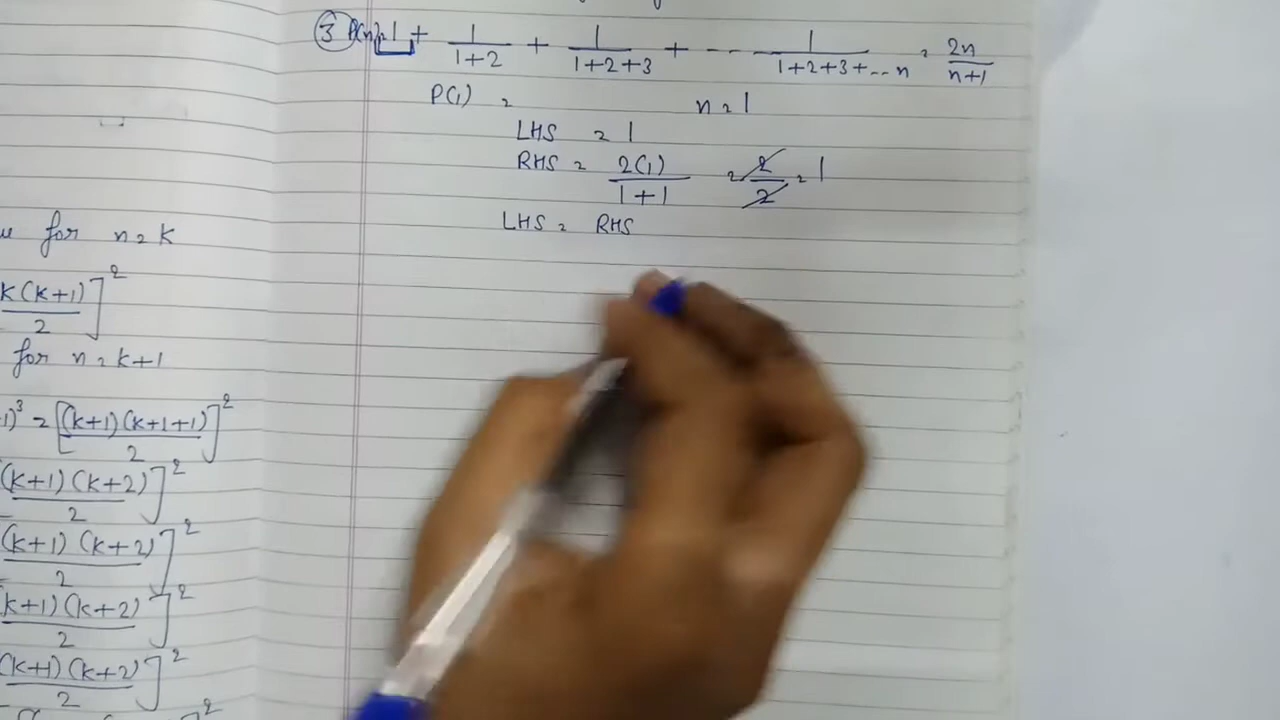 u for n = k
k(k+1)/2]²
for n = k+1
1)³ = [(k+1)(k+1+1)/2]²
(k+1)(k+2)/2]²
(k+1)(k+2)/2]²
k+1)(k+2)/2]²
(k+1)(k+2)/2]²
③ P(n) = 1 + 1/(1+2) + 1/(1+2+3) + --- 1/(1+2+3+...n) = 2n/(n+1)
P(1) = n = 1
LHS = 1
RHS = 2(1)/(1+1) = 2/2 = 1
LHS = RHS